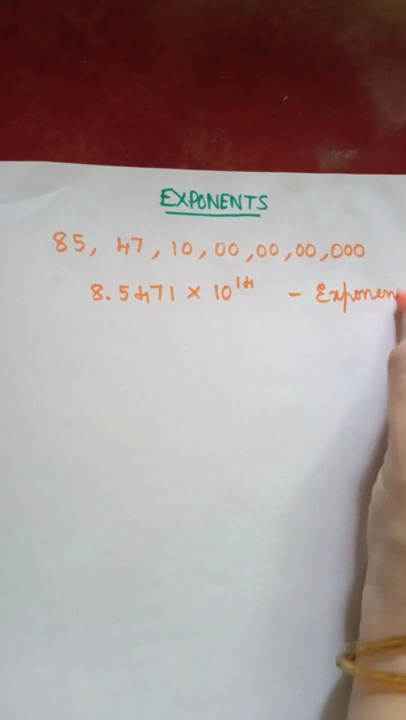 EXPONENTS
85, 47, 10, 00, 00, 00, 000
8.5471 × 10¹⁴ - Exponen